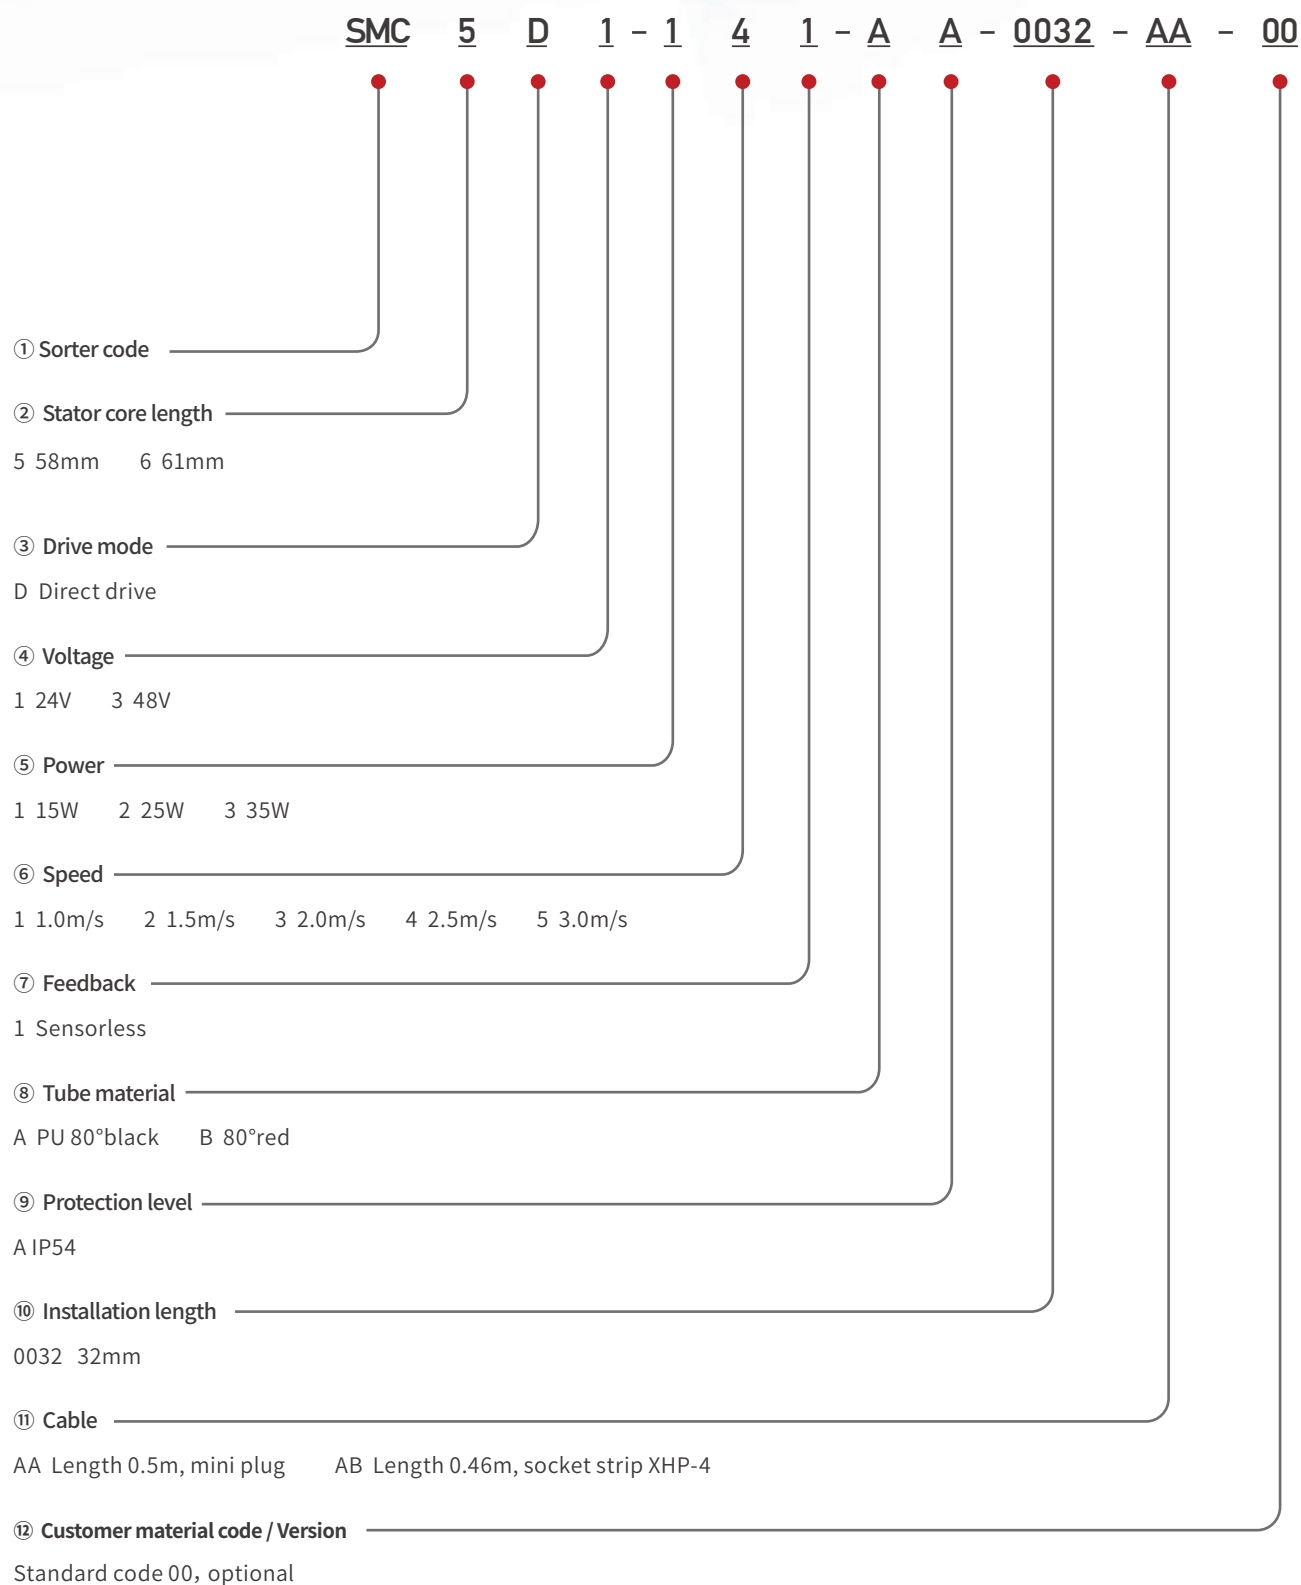 SMC 5 D 1 – 1 4 1 – A A – 0032 – AA – 00
① Sorter code
② Stator core length
5 58mm 6 61mm
③ Drive mode
D Direct drive
④ Voltage
1 24V 3 48V
⑤ Power
1 15W 2 25W 3 35W
⑥ Speed
1 1.0m/s 2 1.5m/s 3 2.0m/s 4 2.5m/s 5 3.0m/s
⑦ Feedback
1 Sensorless
⑧ Tube material
A PU 80°black B 80°red
⑨ Protection level
A IP54
⑩ Installation length
0032 32mm
⑪ Cable
AA Length 0.5m, mini plug AB Length 0.46m, socket strip XHP-4
⑫ Customer material code / Version
Standard code 00, optional